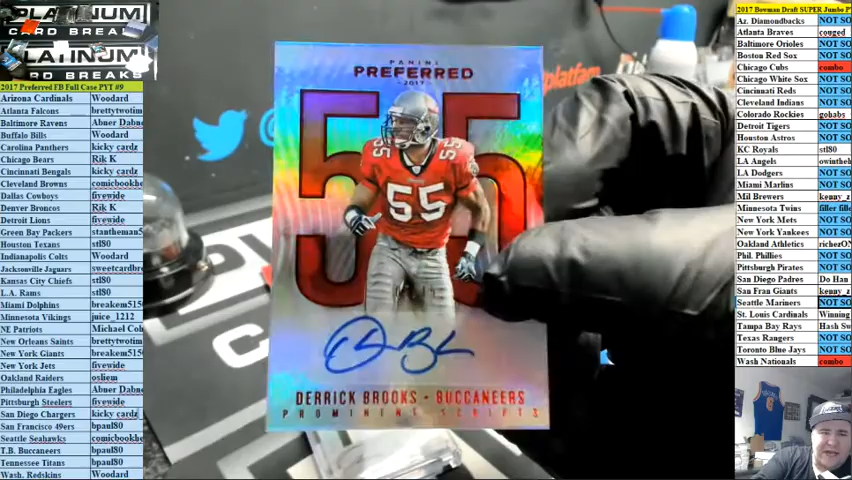 PLATINUM
CARD BREAKS
PLATINUM
CARD BREAKS
2017 Preferred FB Full Case PYT #9
Arizona Cardinals Woodard
Atlanta Falcons brettytwotim
Baltimore Ravens Abner Dabn
Buffalo Bills Woodard
Carolina Panthers kicky cardz
Chicago Bears Rik K
Cincinnati Bengals kicky cardz
Cleveland Browns comicbookhe
Dallas Cowboys fivewide
Denver Broncos Rik K
Detroit Lions fivewide
Green Bay Packers stantheman5
Houston Texans stl80
Indianapolis Colts Woodard
Jacksonville Jaguars sweetcardbre
Kansas City Chiefs stl80
L.A. Rams stl80
Miami Dolphins breakem515
Minnesota Vikings juice_1212
NE Patriots Michael Col
New Orleans Saints brettytwotim
New York Giants breakem515
New York Jets fivewide
Oakland Raiders osliem
Philadelphia Eagles Abner Dabn
Pittsburgh Steelers fivewide
San Diego Chargers kicky cardz
San Francisco 49ers bpaul80
Seattle Seahawks comicbookhe
T.B. Buccaneers bpaul80
Tennessee Titans bpaul80
Wash. Redskins Woodard
PANINI
PREFERRED
2017
55
55
55
55
DERRICK BROOKS • BUCCANEERS
PROMINENT SCRIPTS
2017 Bowman Draft SUPER Jumbo P
Az. Diamondbacks NOT SO
Atlanta Braves couged
Baltimore Orioles NOT SO
Boston Red Sox NOT SO
Chicago Cubs combo
Chicago White Sox NOT SO
Cincinnati Reds NOT SO
Cleveland Indians NOT SO
Colorado Rockies gobabs
Detroit Tigers NOT SO
Houston Astros NOT SO
KC Royals stl80
LA Angels owinthe
LA Dodgers NOT SO
Miami Marlins NOT SO
Mil Brewers kenny_z
Minnesota Twins filler fille
New York Mets NOT SO
New York Yankees NOT SO
Oakland Athletics richerON
Phil. Phillies NOT SO
Pittsburgh Pirates NOT SO
San Diego Padres Do Han
San Fran Giants kenny_z
Seattle Mariners NOT SO
St. Louis Cardinals Winning
Tampa Bay Rays Hash Sw
Texas Rangers NOT SO
Toronto Blue Jays NOT SO
Wash Nationals combo